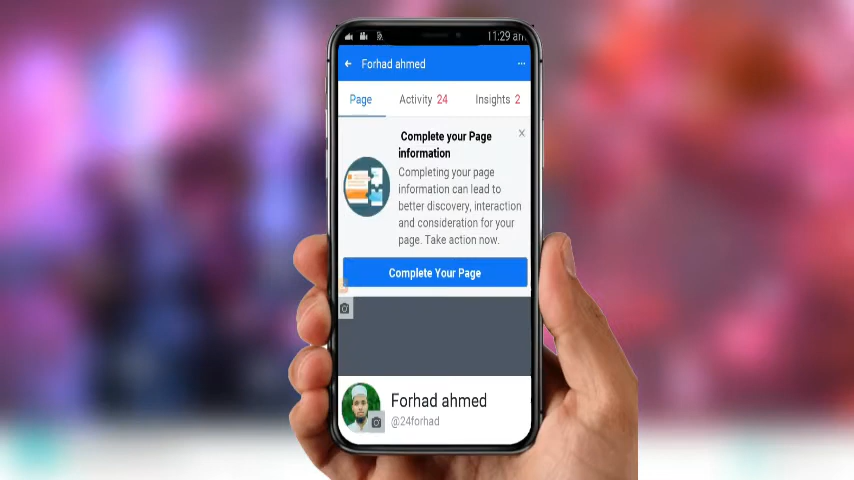 11:29 am
Forhad ahmed
Page Activity 24 Insights 2
Complete your Page
information
Completing your page
information can lead to
better discovery, interaction
and consideration for your
page. Take action now.
Complete Your Page
Forhad ahmed
@24forhad